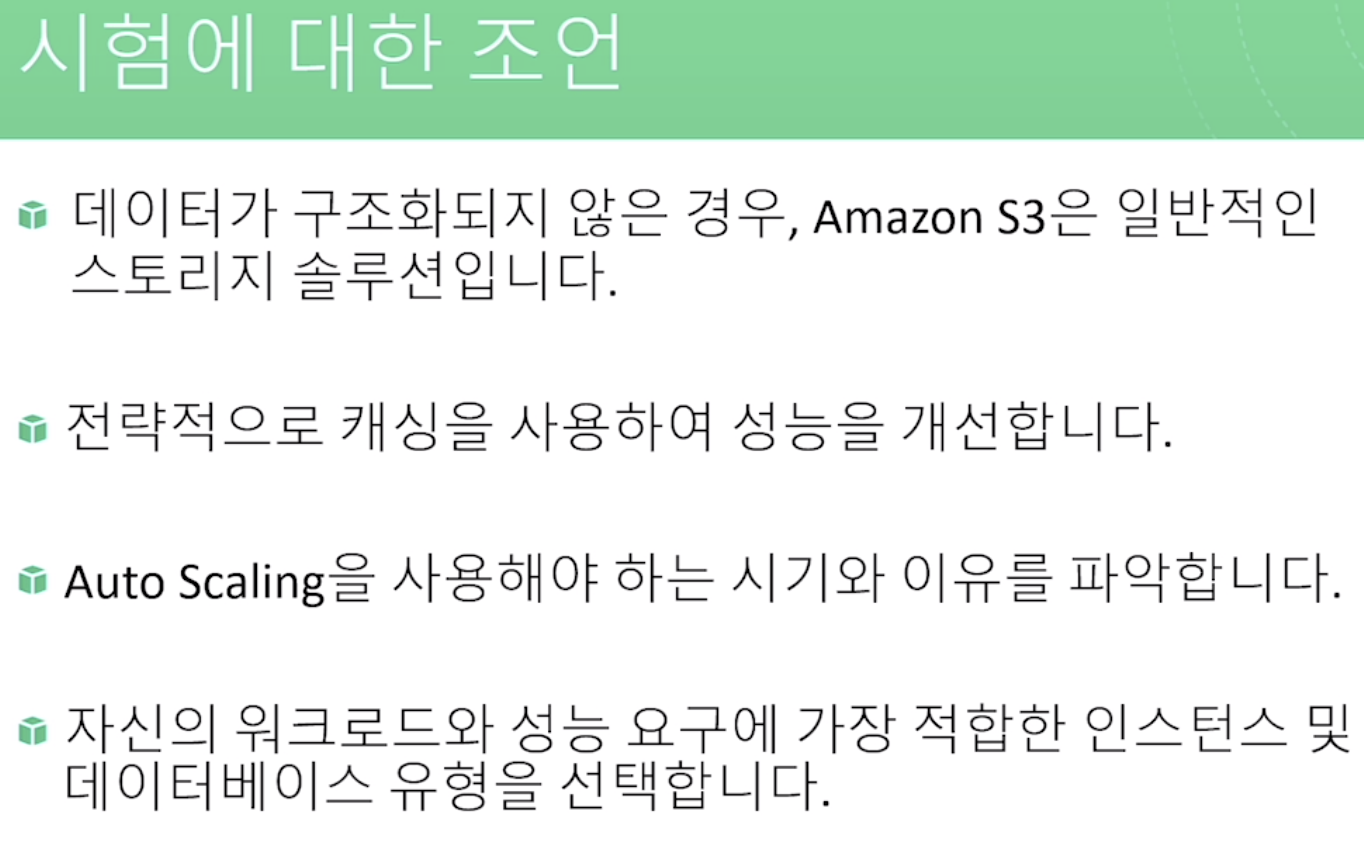 시험에 대한 조언
데이터가 구조화되지 않은 경우, Amazon S3은 일반적인
스토리지 솔루션입니다.
전략적으로 캐싱을 사용하여 성능을 개선합니다.
Auto Scaling을 사용해야 하는 시기와 이유를 파악합니다.
자신의 워크로드와 성능 요구에 가장 적합한 인스턴스 및
데이터베이스 유형을 선택합니다.